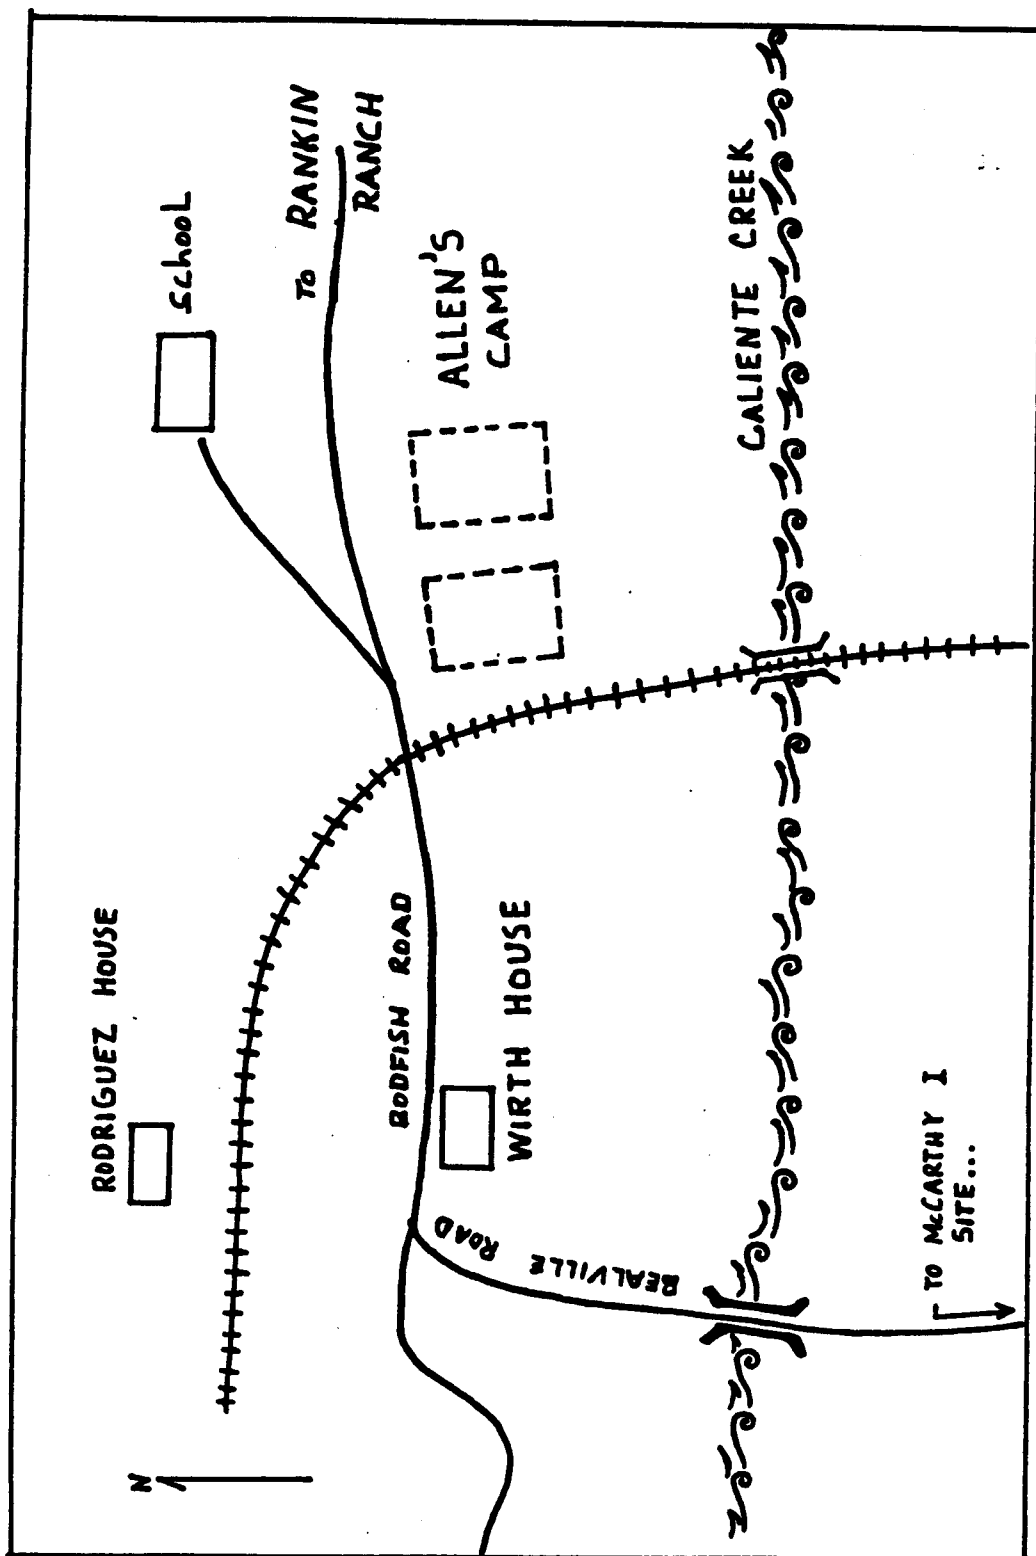 N
RODRIGUEZ HOUSE
School
TO RANKIN
RANCH
BODFISH ROAD
ALLEN'S
CAMP
WIRTH HOUSE
BEALVILLE ROAD
CALIENTE CREEK
TO McCARTHY I
SITE...